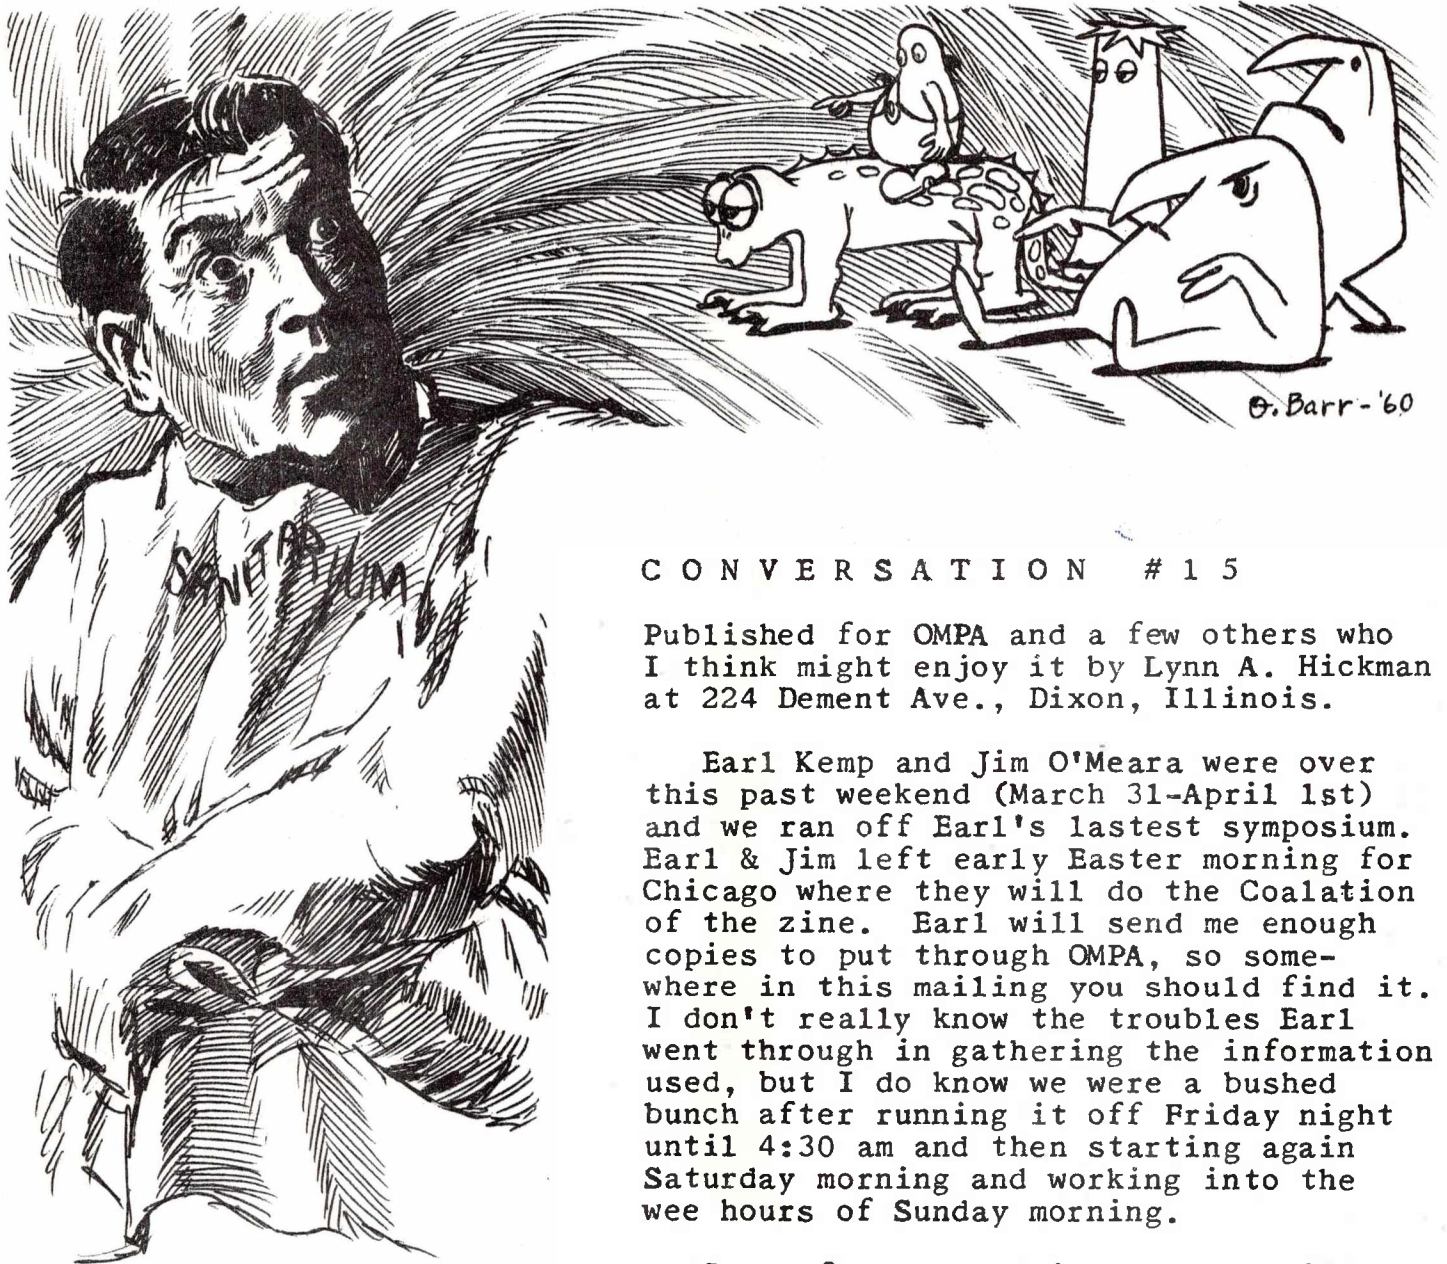 G. Barr-'60
SANITARIUM
CONVERSATION #15
Published for OMPA and a few others who
I think might enjoy it by Lynn A. Hickman
at 224 Dement Ave., Dixon, Illinois.
Earl Kemp and Jim O'Meara were over
this past weekend (March 31-April 1st)
and we ran off Earl's lastest symposium.
Earl & Jim left early Easter morning for
Chicago where they will do the Coalation
of the zine. Earl will send me enough
copies to put through OMPA, so some-
where in this mailing you should find it.
I don't really know the troubles Earl
went through in gathering the information
used, but I do know we were a bushed
bunch after running it off Friday night
until 4:30 am and then starting again
Saturday morning and working into the
wee hours of Sunday morning.